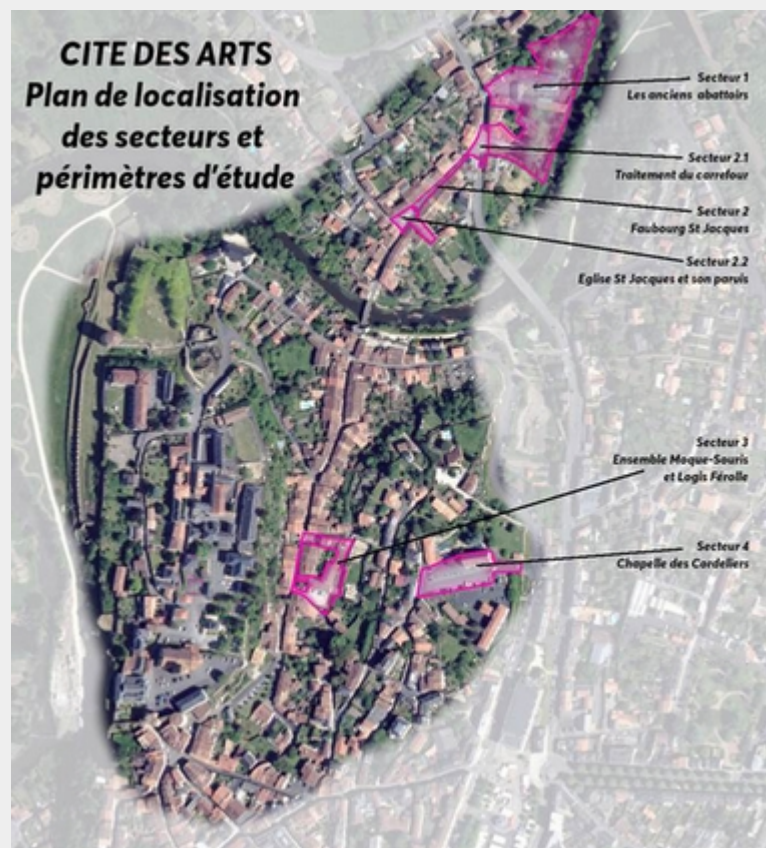 CITE DES ARTS
Plan de localisation
des secteurs et
périmètres d'étude
Secteur 1
Les anciens abattoirs
Secteur 2.1
Traitement du carrefour
Secteur 2
Faubourg St Jacques
Secteur 2.2
Eglise St Jacques et son parvis
Secteur 3
Ensemble Moque-Souris
et Logis Férolle
Secteur 4
Chapelle des Cordeliers